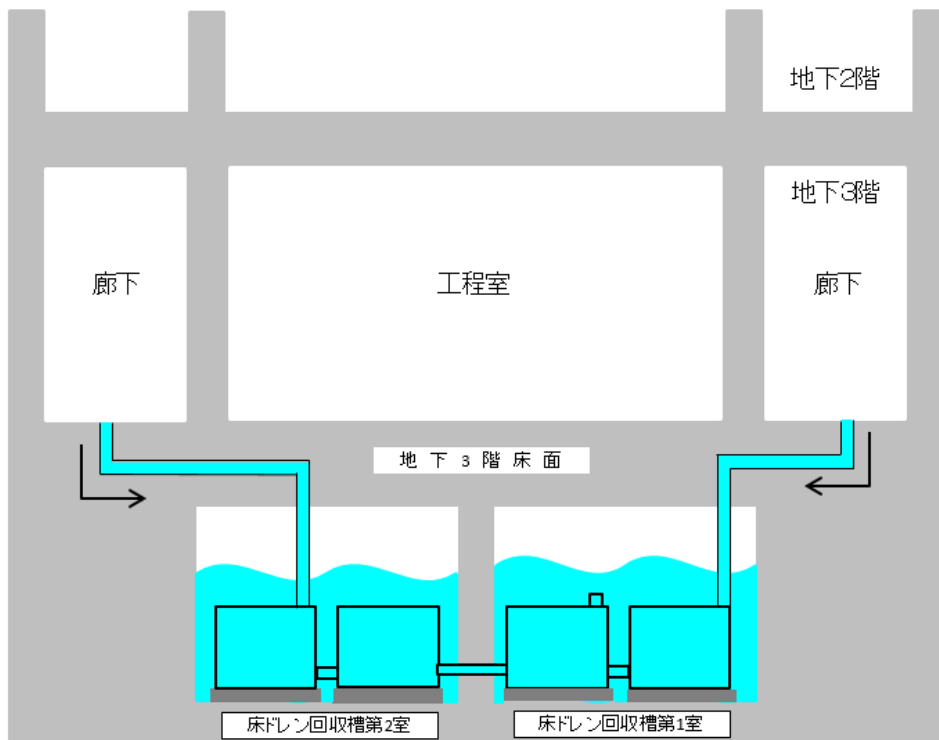 地下2階
地下3階
廊下
工程室
廊下
地下3階床面
床ドレン回収槽第2室
床ドレン回収槽第1室